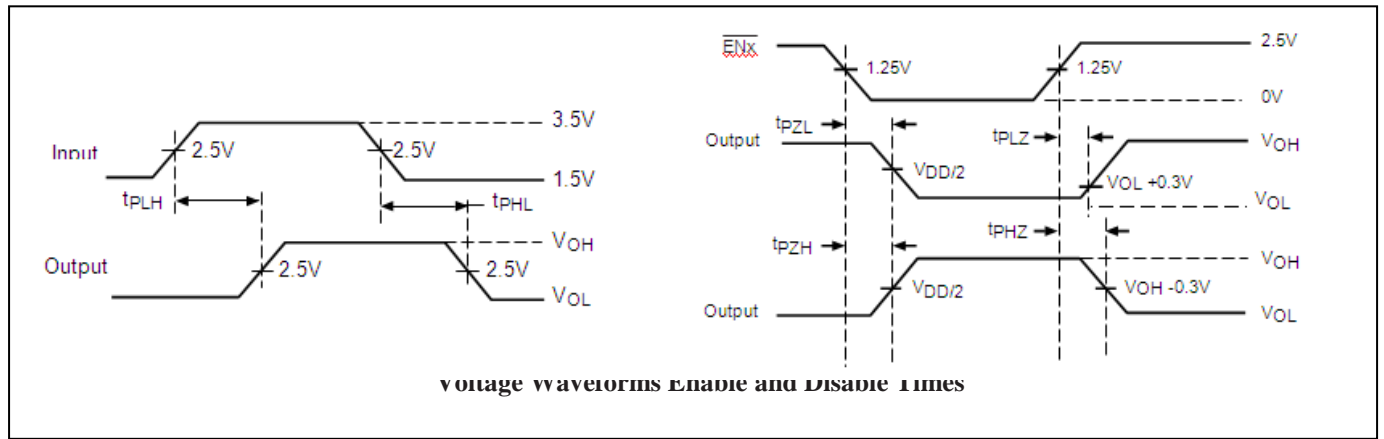 3.5V
Input
2.5V
2.5V
1.5V
tPLH
tPHL
VOH
Output
2.5V
2.5V
VOL
ENx
2.5V
1.25V
1.25V
0V
tPZL
tPLZ
Output
VOH
VDD/2
VOL +0.3V
VOL
tPHZ
tPZH
VOH
VDD/2
VOH -0.3V
Output
VOL
Voltage Waveforms Enable and Disable Times